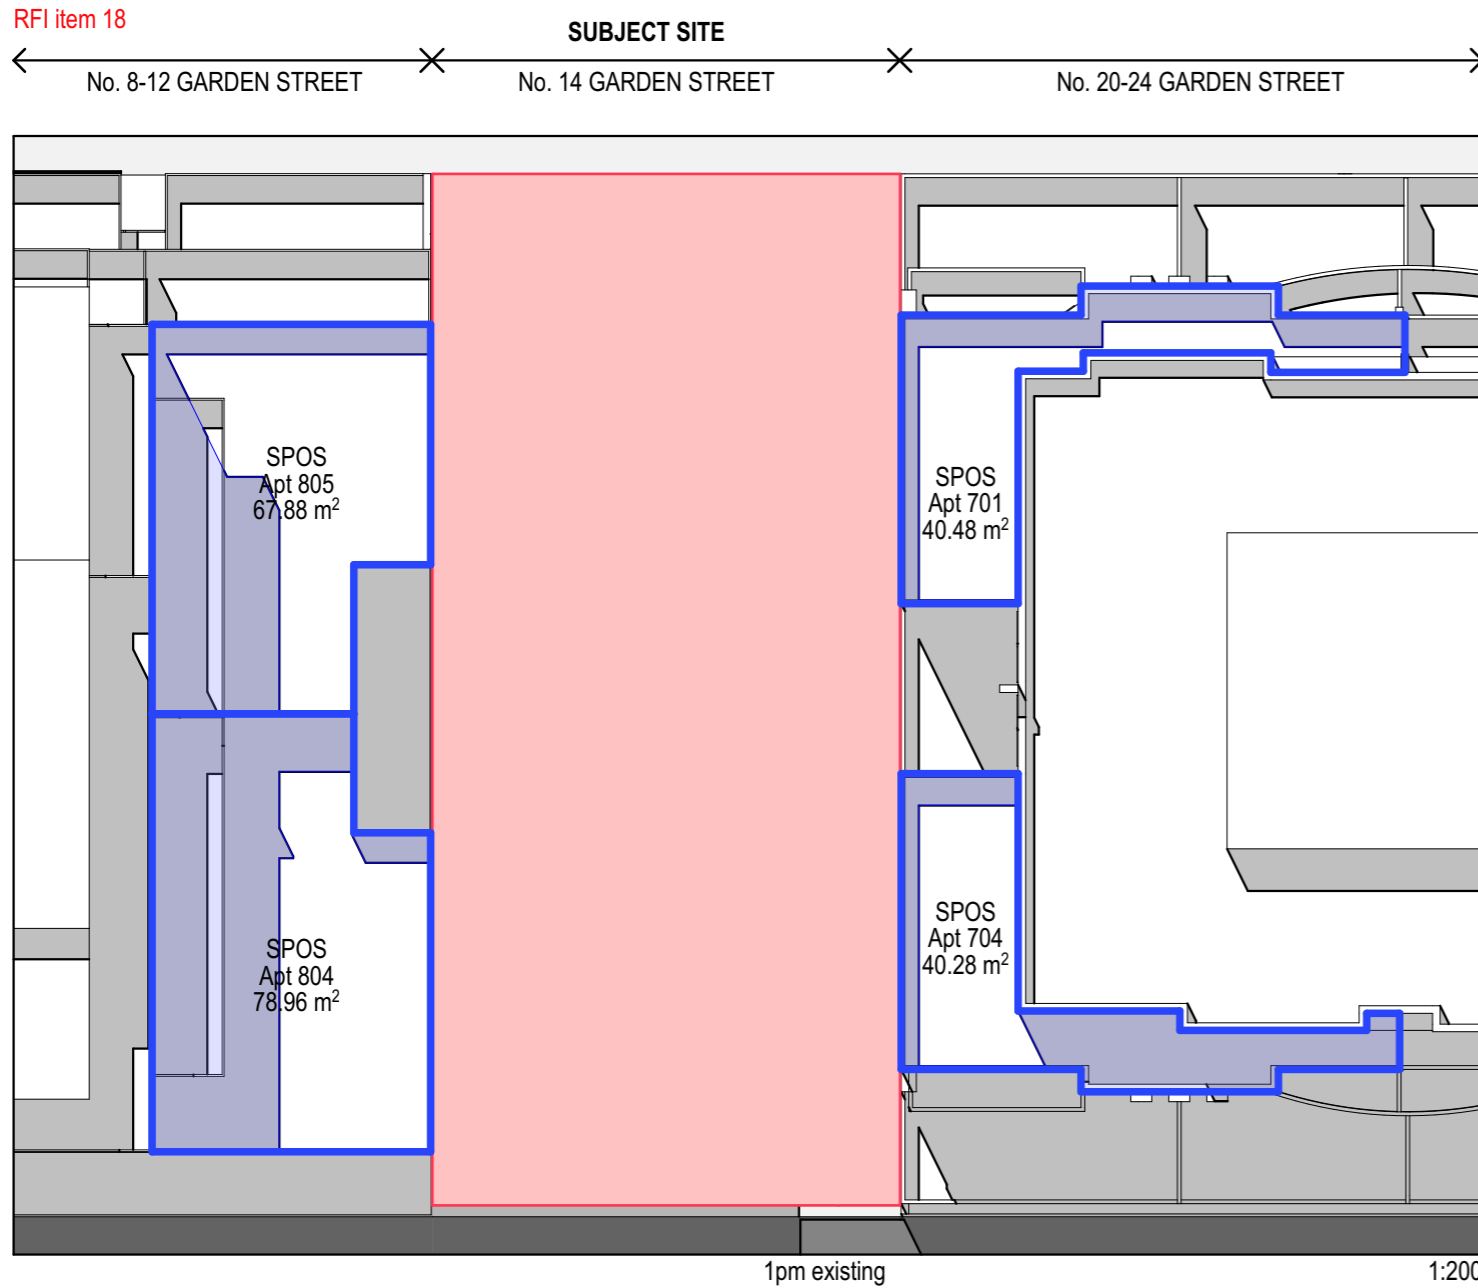 RFI item 18
SUBJECT SITE
No. 8-12 GARDEN STREET
No. 14 GARDEN STREET
No. 20-24 GARDEN STREET
SPOS
Apt 805
67.88 m²
SPOS
Apt 701
40.48 m²
SPOS
Apt 804
78.96 m²
SPOS
Apt 704
40.28 m²
1pm existing
1:200